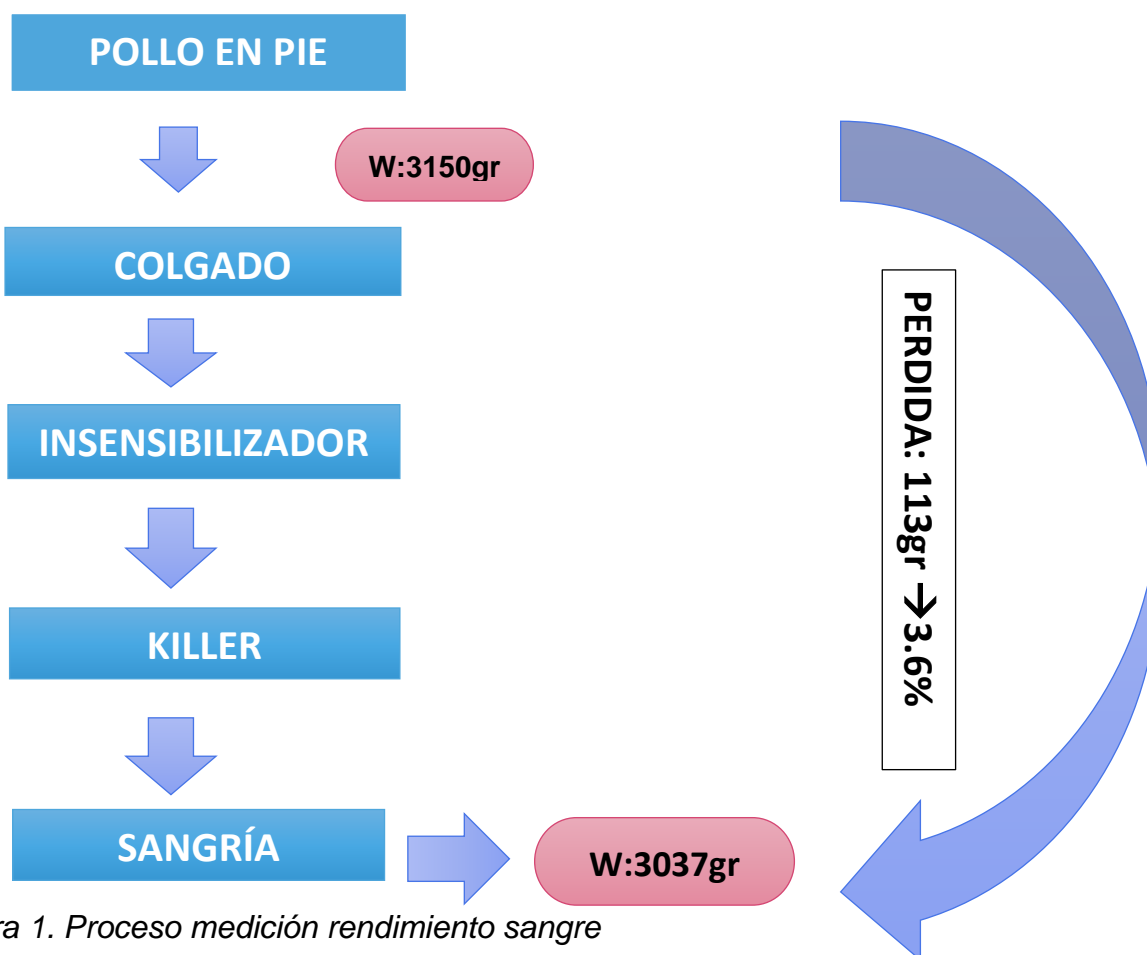 POLLO EN PIE
W:3150gr
COLGADO
INSENSIBILIZADOR
KILLER
SANGRÍA
W:3037gr
PERDIDA: 113gr →3.6%
ra 1. Proceso medición rendimiento sangre